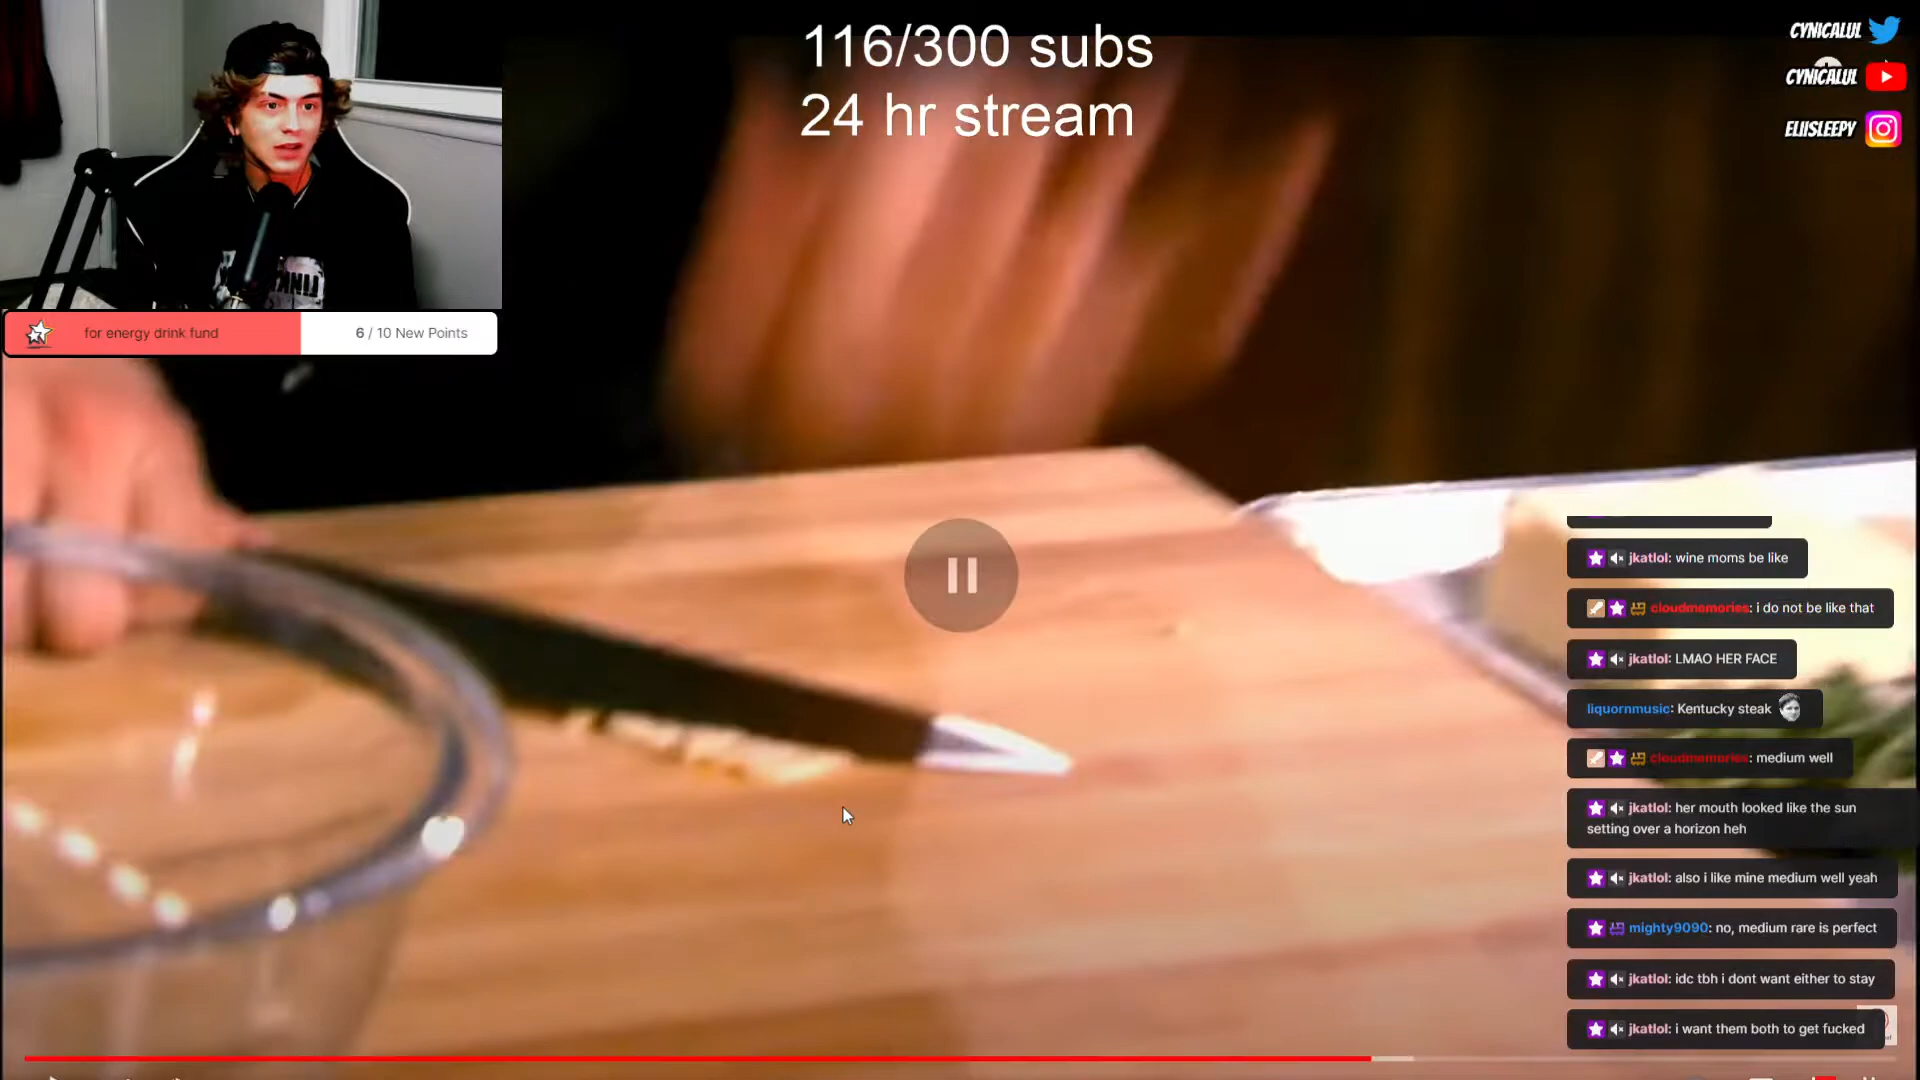 116/300 subs
24 hr stream
CYNICALUL
CYNICALUL
ELIISLEEPY
for energy drink fund
6 / 10 New Points
jkatlol: wine moms be like
cloudmemories: i do not be like that
jkatlol: LMAO HER FACE
liquornmusic: Kentucky steak
cloudmemories: medium well
jkatlol: her mouth looked like the sun
setting over a horizon heh
jkatlol: also i like mine medium well yeah
mighty9090: no, medium rare is perfect
jkatlol: idc tbh i dont want either to stay
jkatlol: i want them both to get fucked